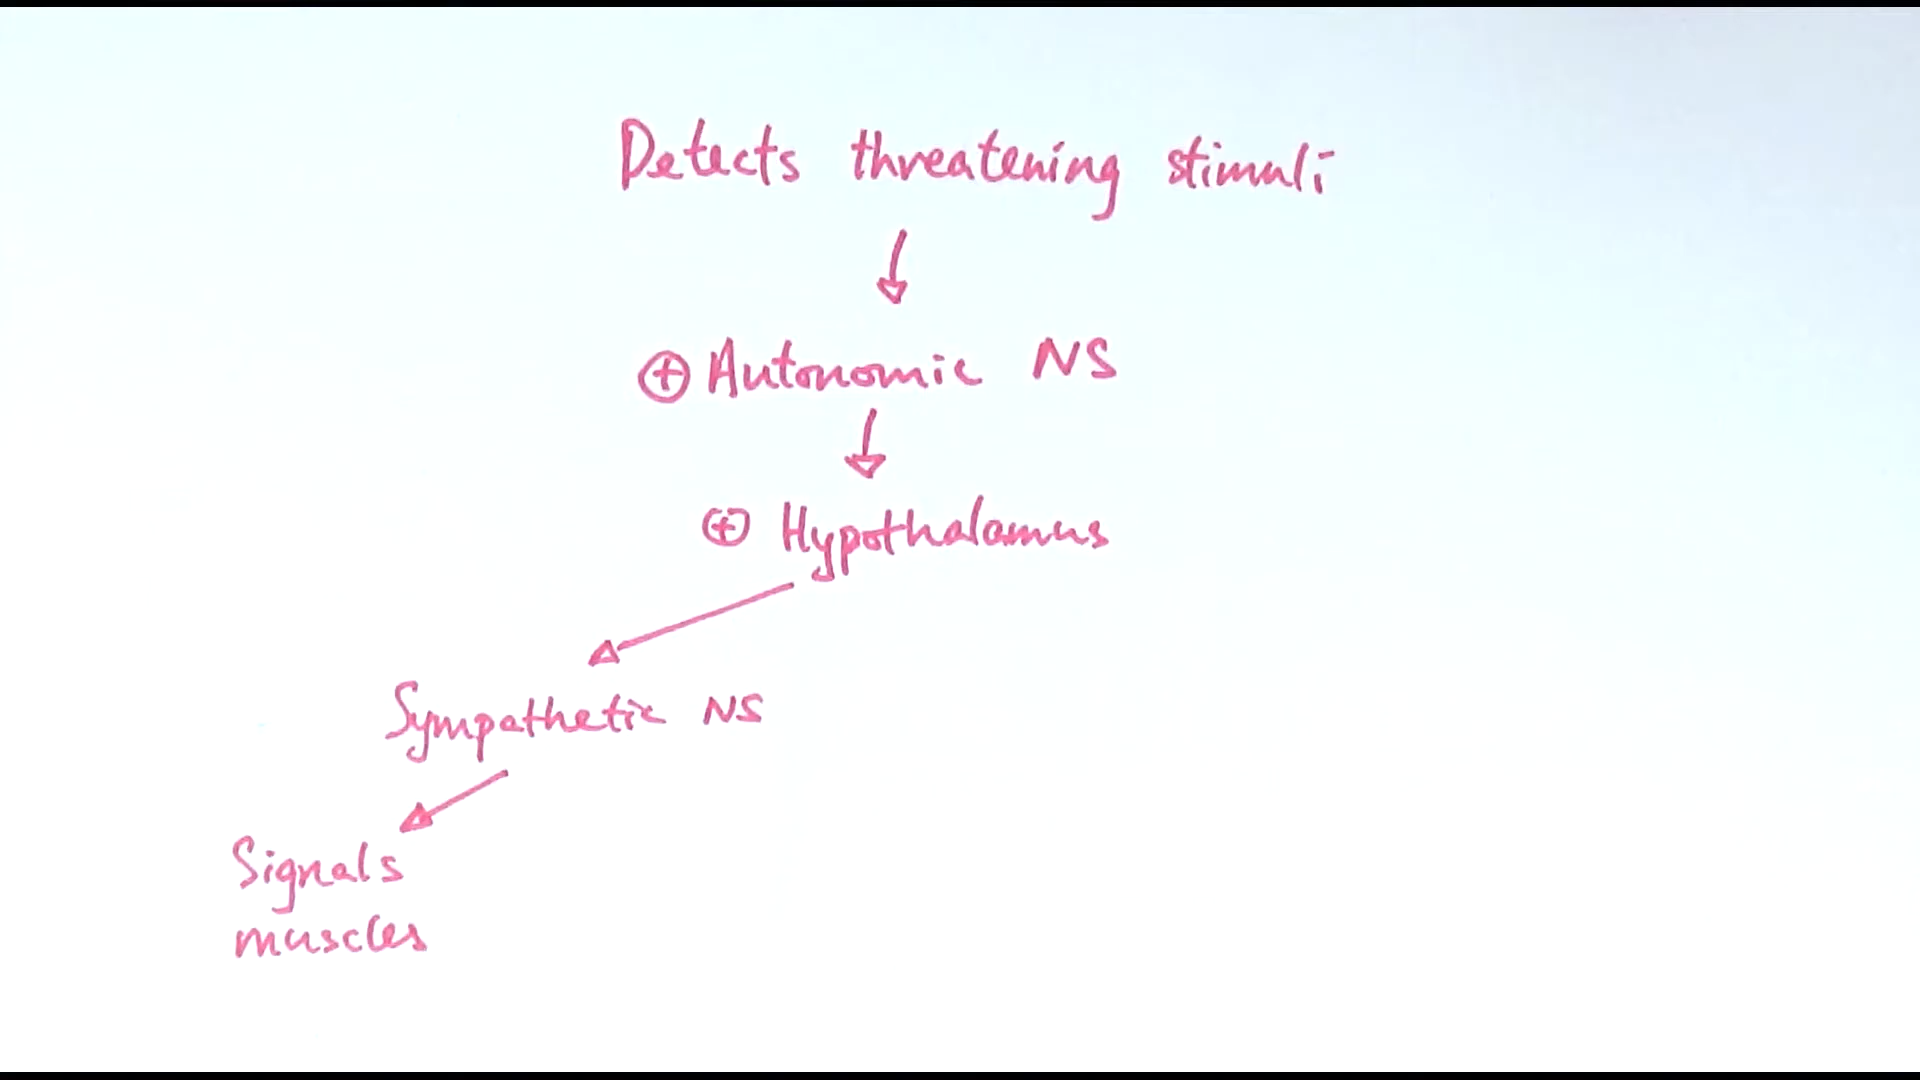 Detects threatening stimuli
↓
⊕ Autonomic NS
↓
⊕ Hypothalamus
Sympathetic NS
Signals
muscles